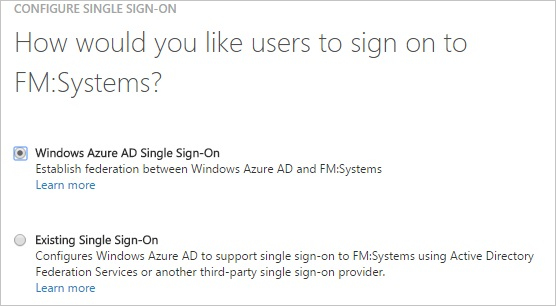 CONFIGURE SINGLE SIGN-ON
How would you like users to sign on to
FM:Systems?
Windows Azure AD Single Sign-On
Establish federation between Windows Azure AD and FM:Systems
Learn more
Existing Single Sign-On
Configures Windows Azure AD to support single sign-on to FM:Systems using Active Directory
Federation Services or another third-party single sign-on provider.
Learn more